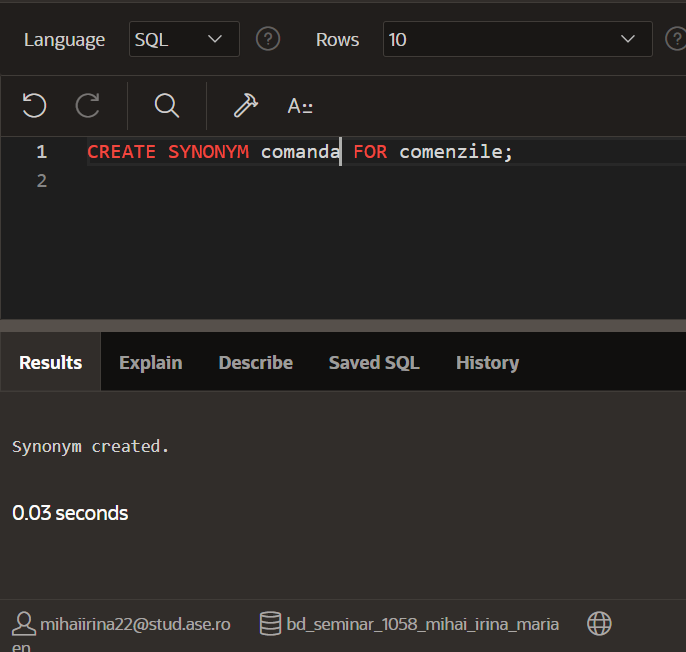 Language SQL ? Rows 10 ?
A::
1 CREATE SYNONYM comanda FOR comenzile;
2
Results Explain Describe Saved SQL History
Synonym created.
0.03 seconds
mihaiirina22@stud.ase.ro bd_seminar_1058_mihai_irina_maria
en